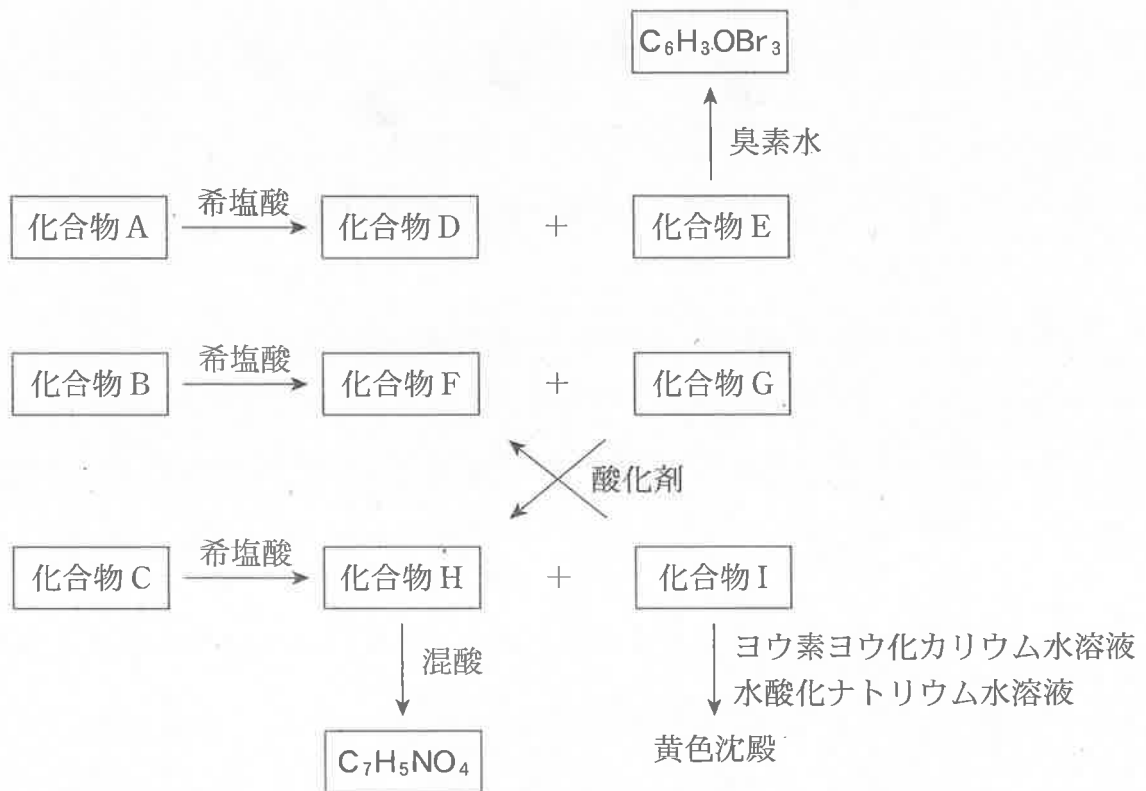 C₆H₃OBr₃
臭素水
化合物A 希塩酸 化合物D + 化合物E
化合物B 希塩酸 化合物F + 化合物G
酸化剤
化合物C 希塩酸 化合物H + 化合物I
混酸
ヨウ素ヨウ化カリウム水溶液
水酸化ナトリウム水溶液
黄色沈殿
C₇H₅NO₄